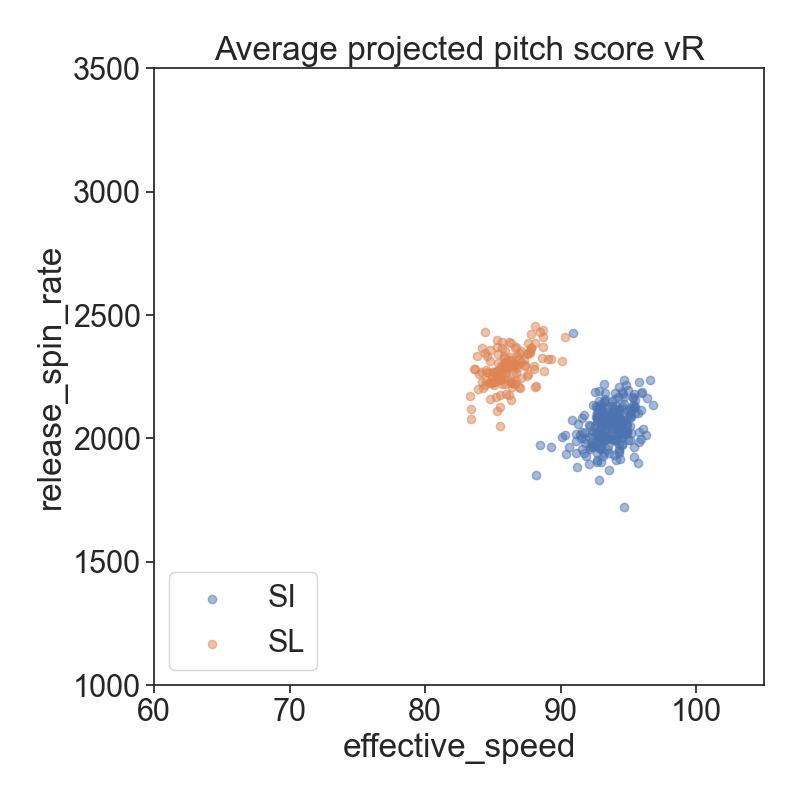 Average projected pitch score vR
3500
3000
2500
2000
1500
1000
release_spin_rate
SI
SL
60 70 80 90 100
effective_speed